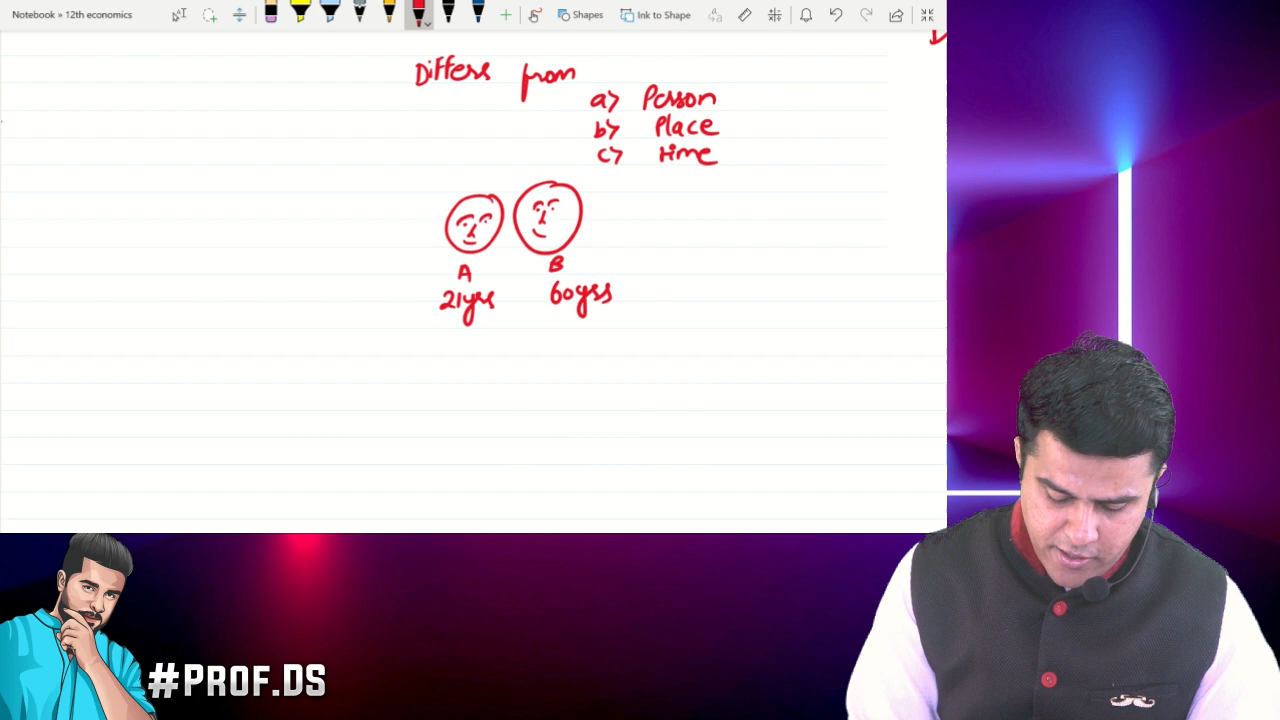 Notebook » 12th economics
Shapes
Ink to Shape
Differs from
a> Person
b> Place
c> time
A
B
21yrs
60yrs
#PROF.DS